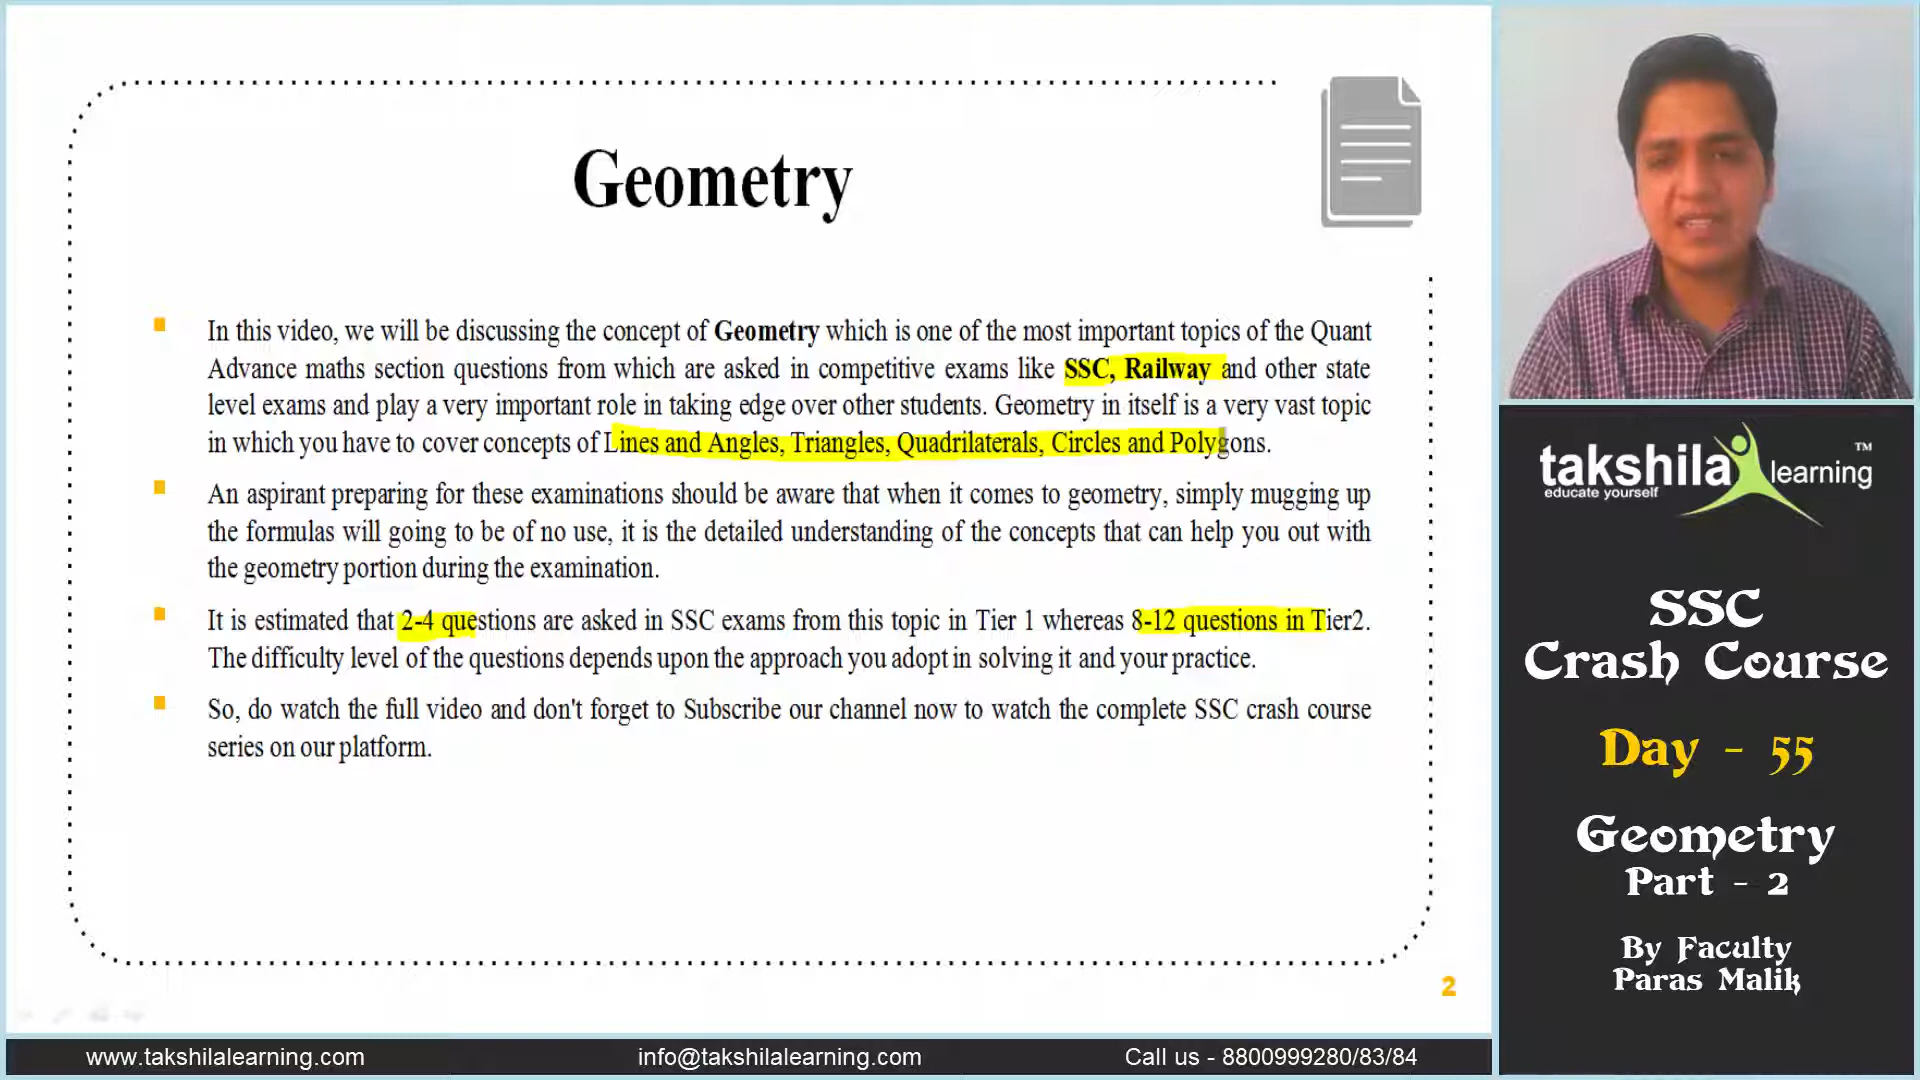 Geometry
In this video, we will be discussing the concept of Geometry which is one of the most important topics of the Quant
Advance maths section questions from which are asked in competitive exams like SSC, Railway and other state
level exams and play a very important role in taking edge over other students. Geometry in itself is a very vast topic
in which you have to cover concepts of Lines and Angles, Triangles, Quadrilaterals, Circles and Polygons.
An aspirant preparing for these examinations should be aware that when it comes to geometry, simply mugging up
the formulas will going to be of no use, it is the detailed understanding of the concepts that can help you out with
the geometry portion during the examination.
It is estimated that 2-4 questions are asked in SSC exams from this topic in Tier 1 whereas 8-12 questions in Tier2.
The difficulty level of the questions depends upon the approach you adopt in solving it and your practice.
So, do watch the full video and don't forget to Subscribe our channel now to watch the complete SSC crash course
series on our platform.
2
takshila learning ™
educate yourself
SSC
Crash Course
Day - 55
Geometry
Part - 2
By Faculty
Paras Malik
www.takshilalearning.com
info@takshilalearning.com
Call us - 8800999280/83/84